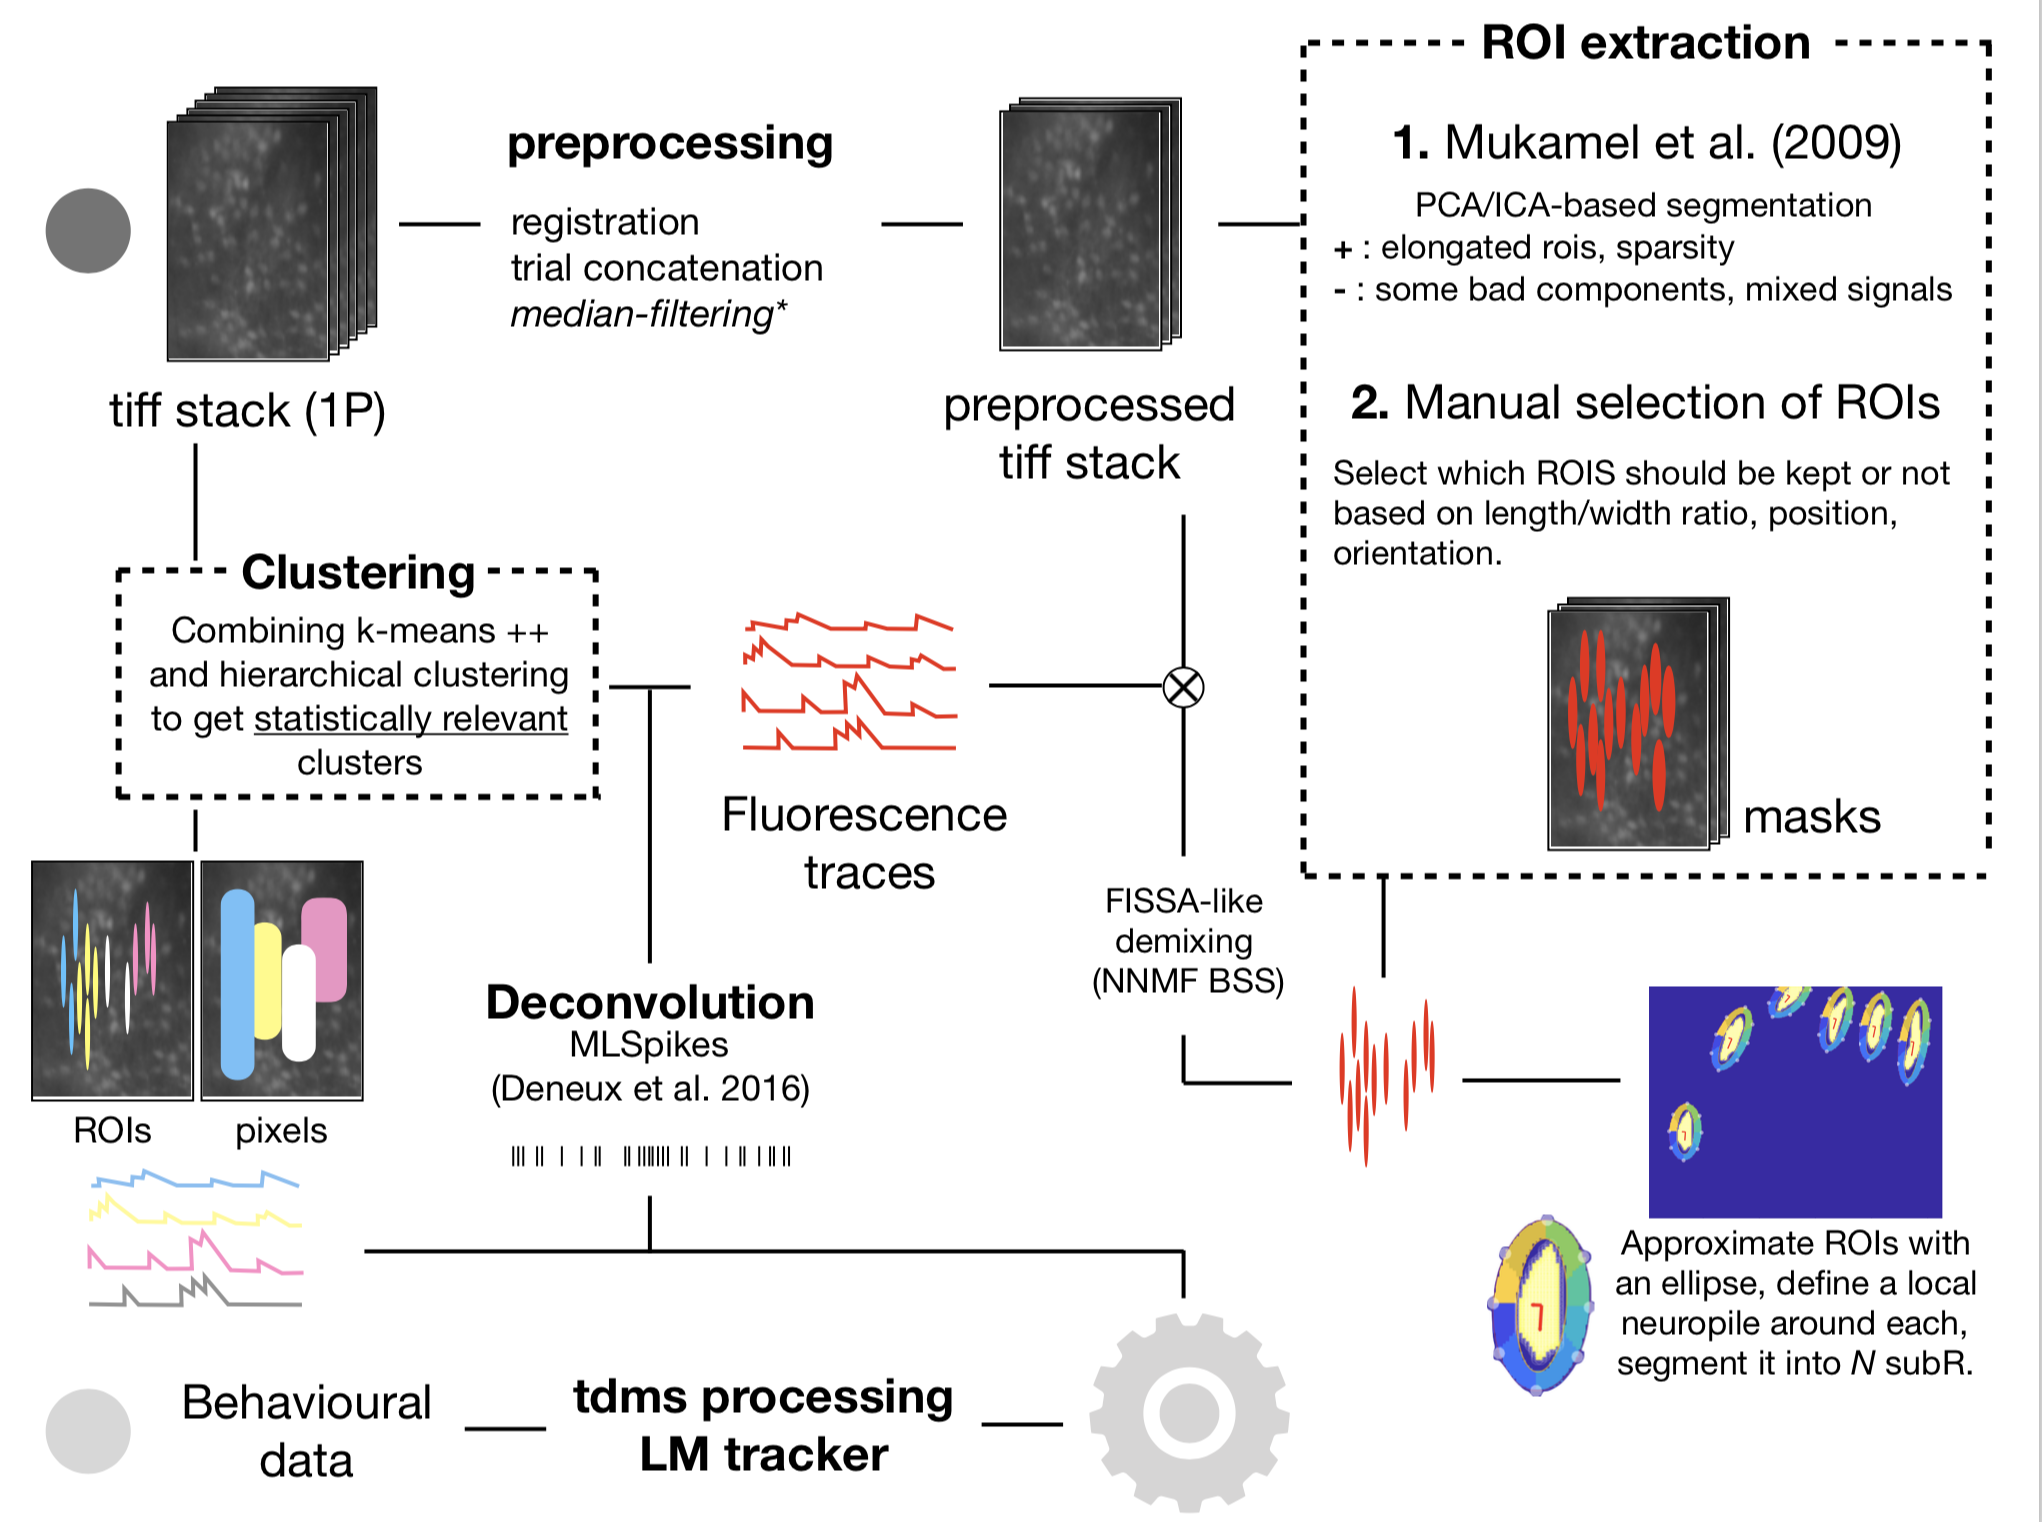 ROI extraction
preprocessing
registration
trial concatenation
median-filtering*
1. Mukamel et al. (2009)
PCA/ICA-based segmentation
+ : elongated rois, sparsity
- : some bad components, mixed signals
2. Manual selection of ROIs
Select which ROIS should be kept or not
based on length/width ratio, position,
orientation.
masks
tiff stack (1P)
preprocessed
tiff stack
Clustering
Combining k-means ++
and hierarchical clustering
to get statistically relevant
clusters
Fluorescence
traces
FISSA-like
demixing
(NNMF BSS)
Deconvolution
MLSpikes
(Deneux et al. 2016)
ROIs
pixels
7
Approximate ROIs with
an ellipse, define a local
neuropile around each,
segment it into N subR.
Behavioural
data
tdms processing
LM tracker